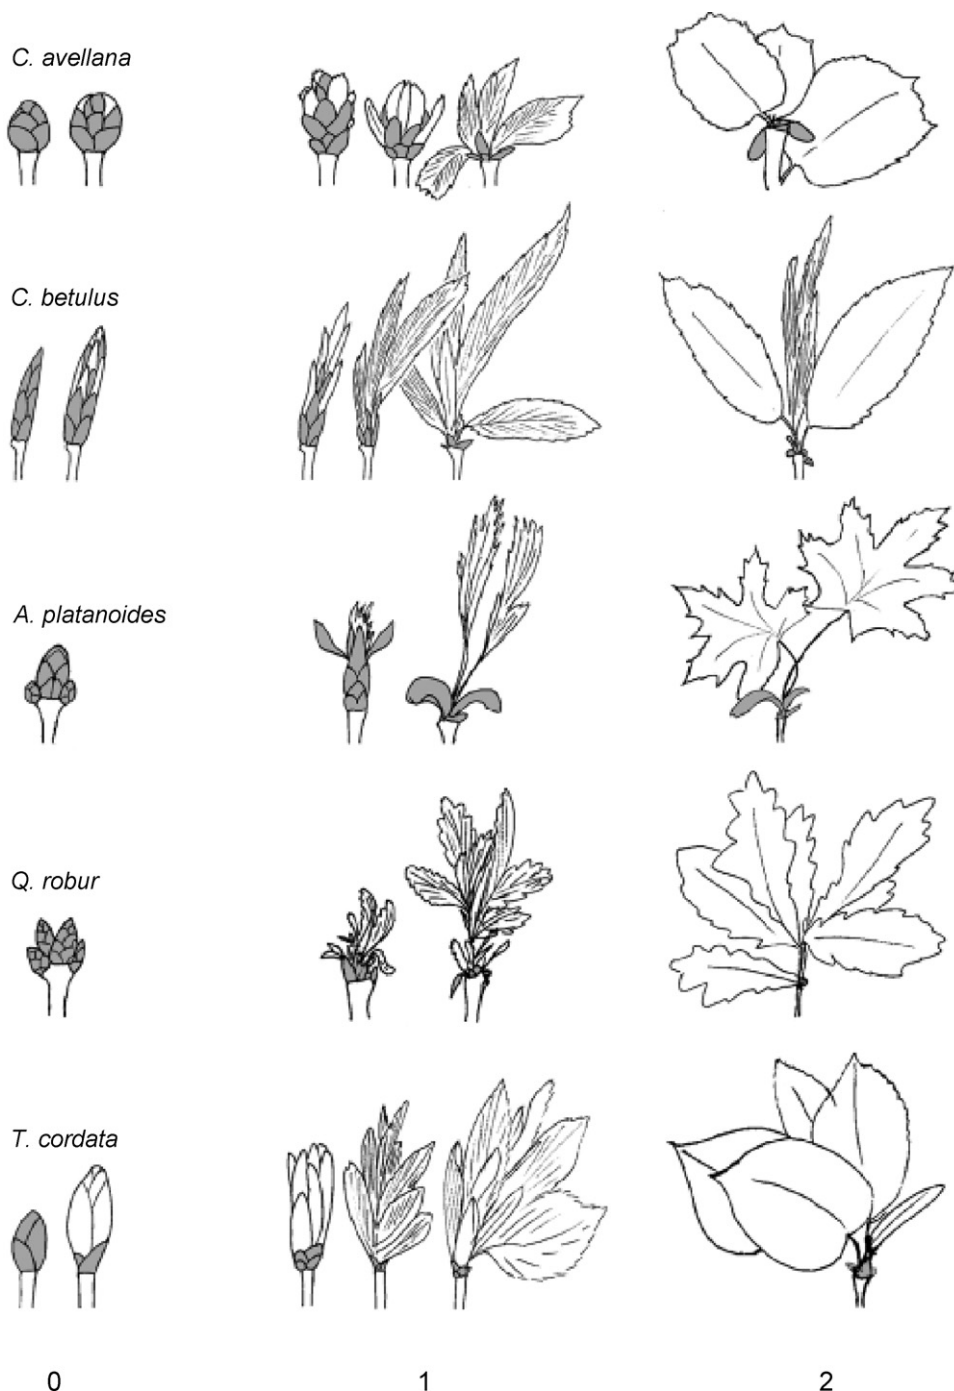 C. avellana
C. betulus
A. platanoides
Q. robur
T. cordata
0 1 2